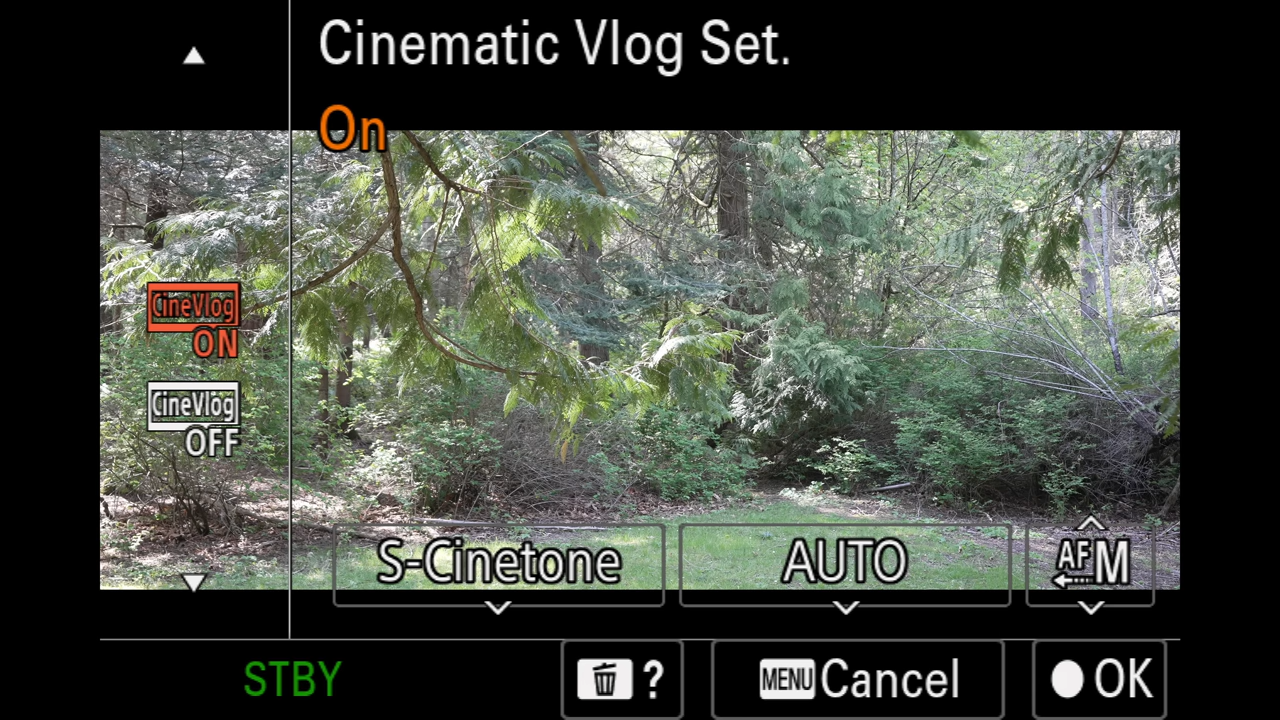 Cinematic Vlog Set.
On
CineVlog
ON
CineVlog
OFF
S-Cinetone
AUTO
AF M
STBY
?
MENU Cancel
OK